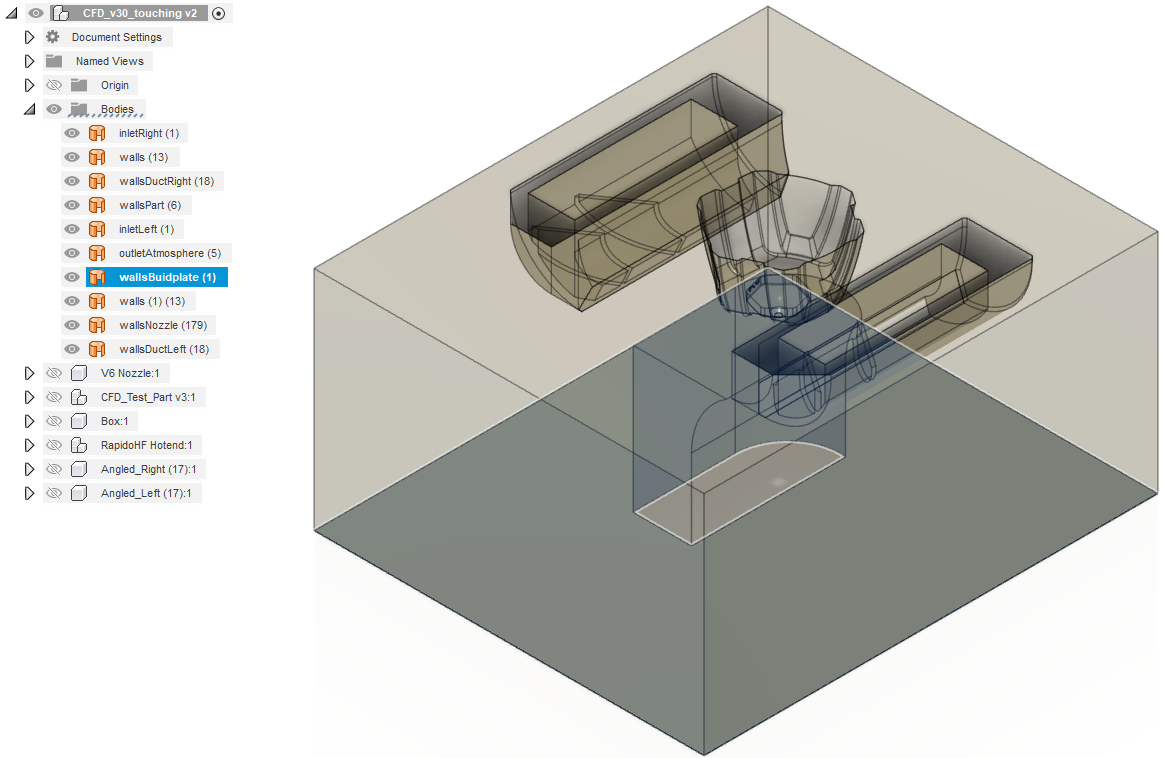 CFD_v30_touching v2
Document Settings
Named Views
Origin
Bodies
inletRight (1)
walls (13)
wallsDuctRight (18)
wallsPart (6)
inletLeft (1)
outletAtmosphere (5)
wallsBuidplate (1)
walls (1) (13)
wallsNozzle (179)
wallsDuctLeft (18)
V6 Nozzle:1
CFD_Test_Part v3:1
Box:1
RapidoHF Hotend:1
Angled_Right (17):1
Angled_Left (17):1